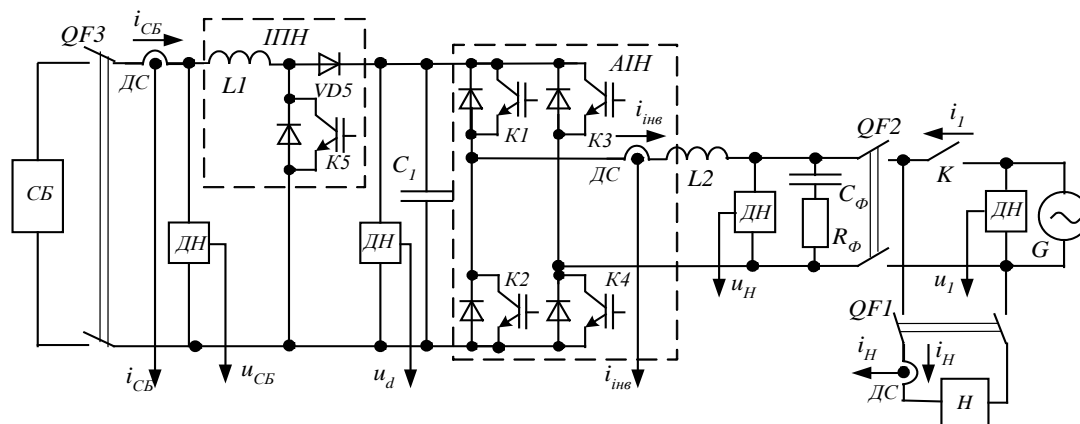 i_СБ
QF3
ІПН
АІН
ДС
L1
VD5
K5
K1
K3
i_інв
QF2
i_1
СБ
C_1
ДС
L2
K
ДН
ДН
ДН
C_Ф
R_Ф
ДН
G
K2
K4
u_Н
u_1
QF1
i_СБ
u_СБ
u_d
i_інв
i_Н
i_Н
ДС
Н